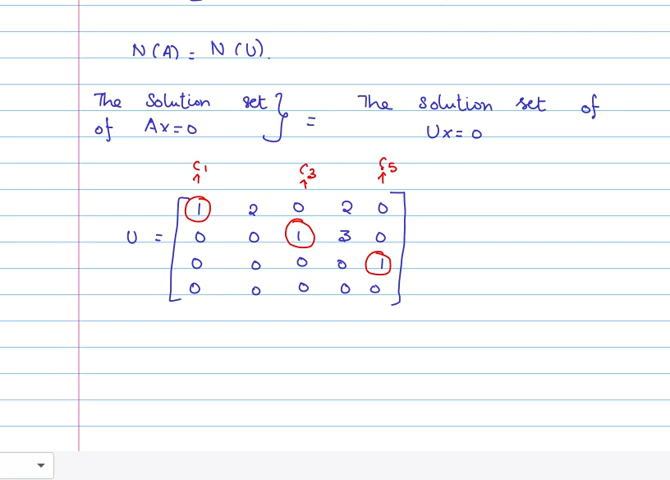 N(A) = N(U).
The solution set } = The solution set of
of Ax=0 Ux=0
C1 C3 C5
↑ ↑ ↑
1 2 0 2 0
U = 0 0 1 3 0
0 0 0 0 1
0 0 0 0 0